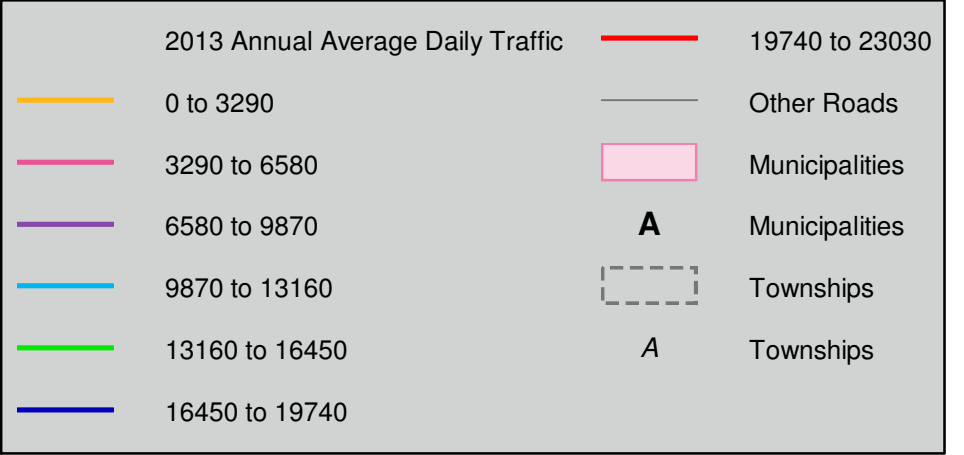 2013 Annual Average Daily Traffic
0 to 3290
3290 to 6580
6580 to 9870
9870 to 13160
13160 to 16450
16450 to 19740
19740 to 23030
Other Roads
Municipalities
A Municipalities
Townships
A Townships